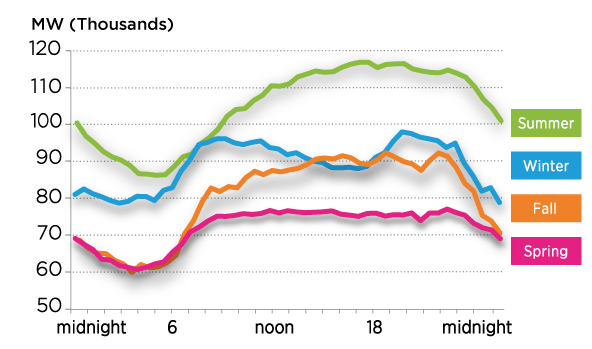 MW (Thousands)
120
110
100
90
80
70
60
50
midnight 6 noon 18 midnight
Summer
Winter
Fall
Spring